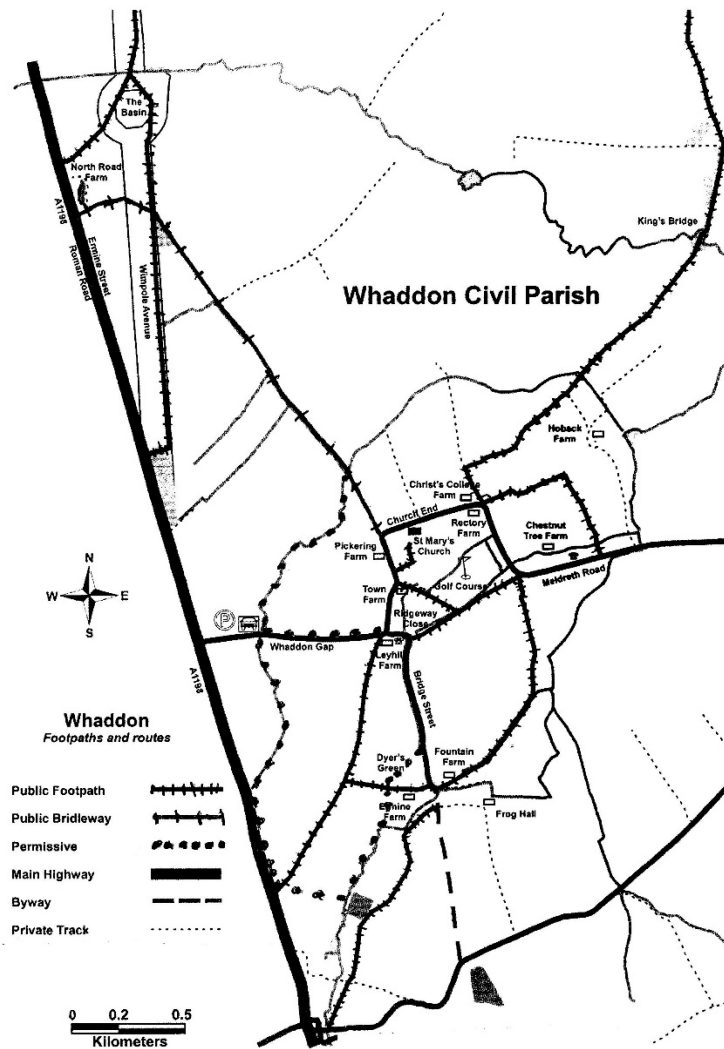 The
Basin
North Road
Farm
A1198
Ermine Street
Roman Road
Wimpole Avenue
King's Bridge
Whaddon Civil Parish
Hoback
Farm
Christ's College
Farm
Church End
Rectory
Farm
Chestnut
Tree Farm
St Mary's
Church
Pickering
Farm
Meldreth Road
Golf Course
Town
Farm
Ridgeway
Close
N
W
E
S
P
Whaddon Gap
Leyhill
Farm
A1198
Bridge Street
Whaddon
Footpaths and routes
Dyer's
Green
Fountain
Farm
Ermine
Farm
Frog Hall
Public Footpath
Public Bridleway
Permissive
Main Highway
Byway
Private Track
0 0.2 0.5
Kilometers